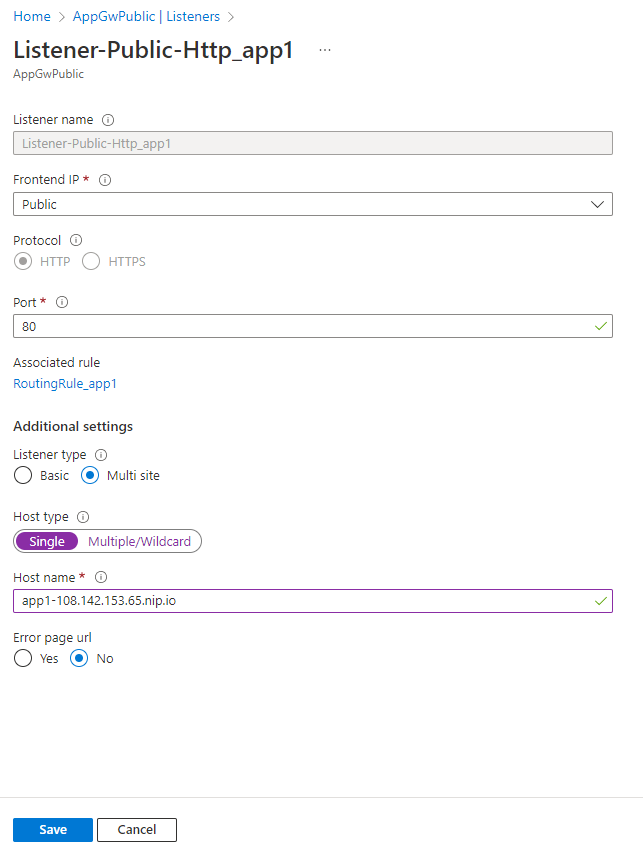 Home > AppGwPublic | Listeners >
Listener-Public-Http_app1 ...
AppGwPublic
Listener name
Listener-Public-Http_app1
Frontend IP *
Public
Protocol
HTTP HTTPS
Port *
80
Associated rule
RoutingRule_app1
Additional settings
Listener type
Basic Multi site
Host type
Single Multiple/Wildcard
Host name *
app1-108.142.153.65.nip.io
Error page url
Yes No
Save Cancel